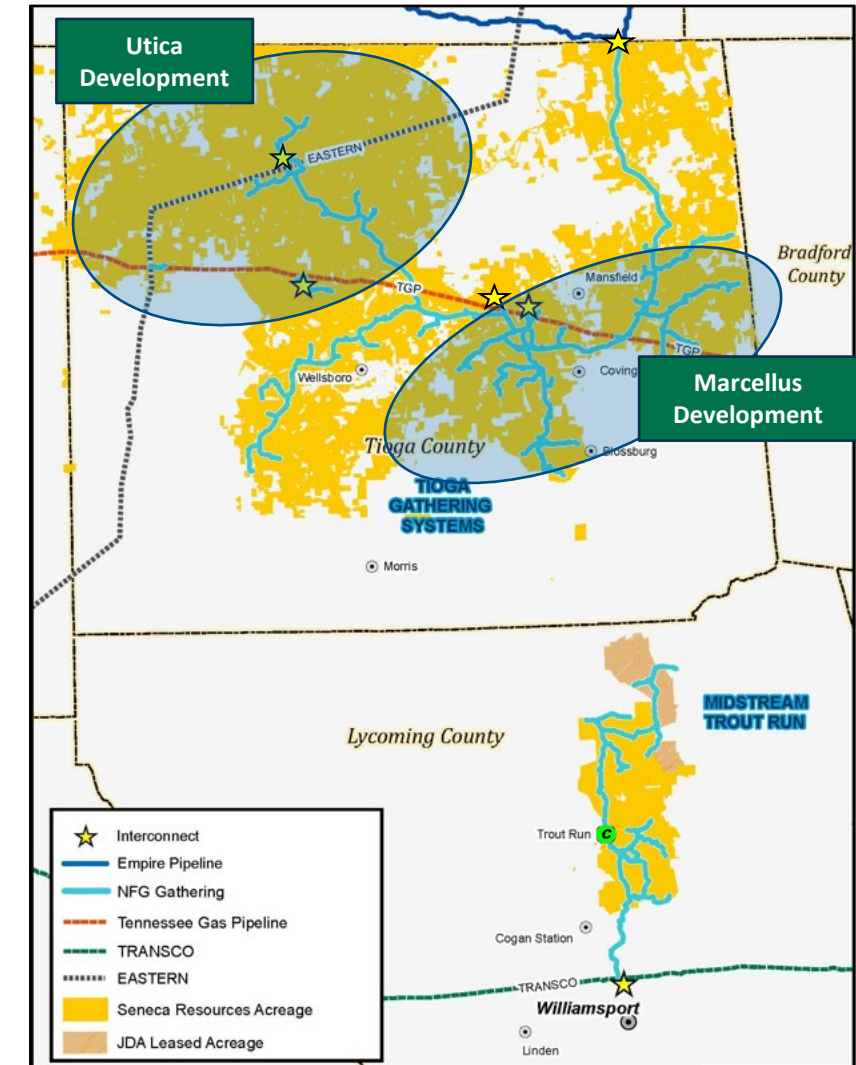 Utica
Development
EASTERN
Bradford
County
Mansfield
TGP
TGP
Wellsboro
Coving
Marcellus
Development
Tioga County
Blossburg
TIOGA
GATHERING
SYSTEMS
Morris
MIDSTREAM
TROUT RUN
Lycoming County
Trout Run
C
Cogan Station
TRANSCO
Williamsport
Linden
Interconnect
Empire Pipeline
NFG Gathering
Tennessee Gas Pipeline
TRANSCO
EASTERN
Seneca Resources Acreage
JDA Leased Acreage